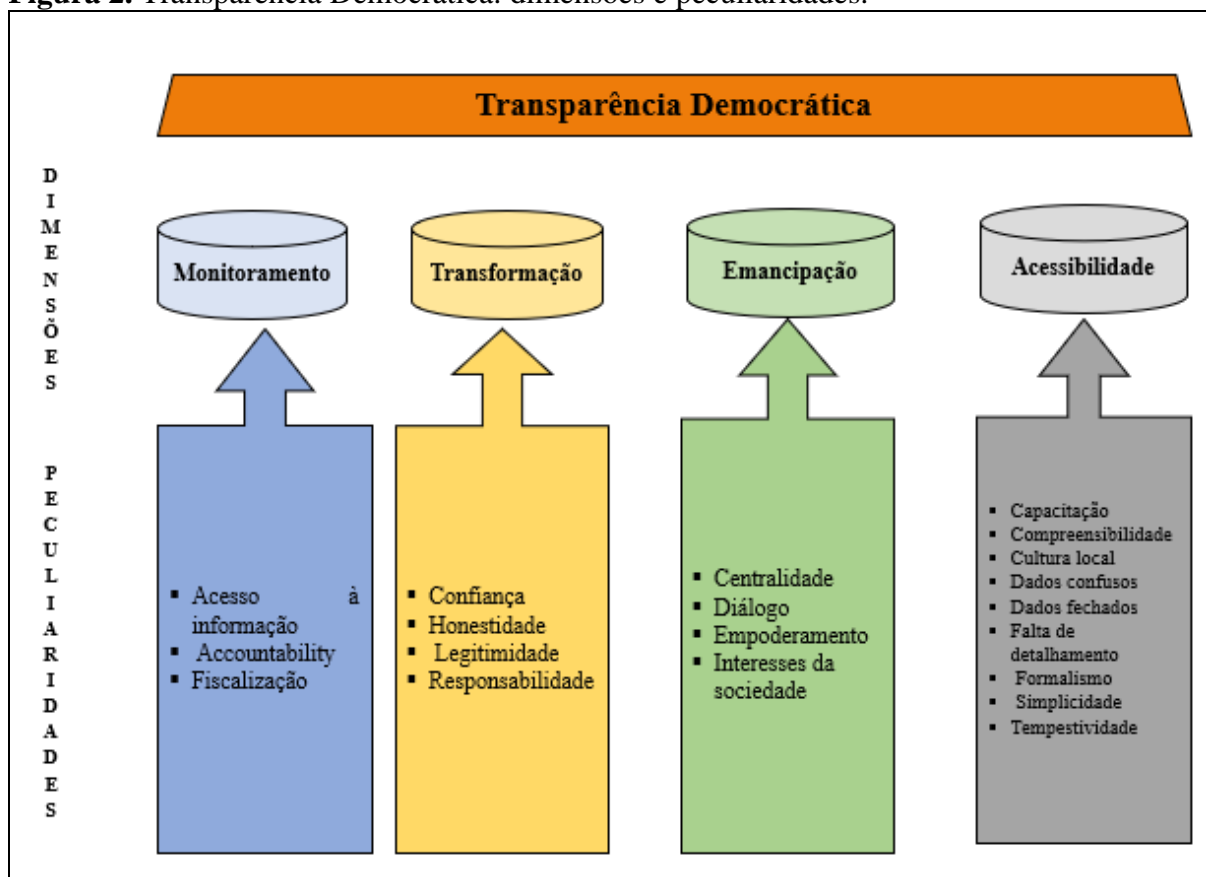 Figura 2. Transparência Democrática: dimensões e peculiaridades.
Transparência Democrática
DIMENSÕES
Monitoramento
Transformação
Emancipação
Acessibilidade
PECULIARIDADES
▪ Acesso à
informação
▪ Accountability
▪ Fiscalização
▪ Confiança
▪ Honestidade
▪ Legitimidade
▪ Responsabilidade
▪ Centralidade
▪ Diálogo
▪ Empoderamento
▪ Interesses da
sociedade
▪ Capacitação
▪ Compreensibilidade
▪ Cultura local
▪ Dados confusos
▪ Dados fechados
▪ Falta de
detalhamento
▪ Formalismo
▪ Simplicidade
▪ Tempestividade